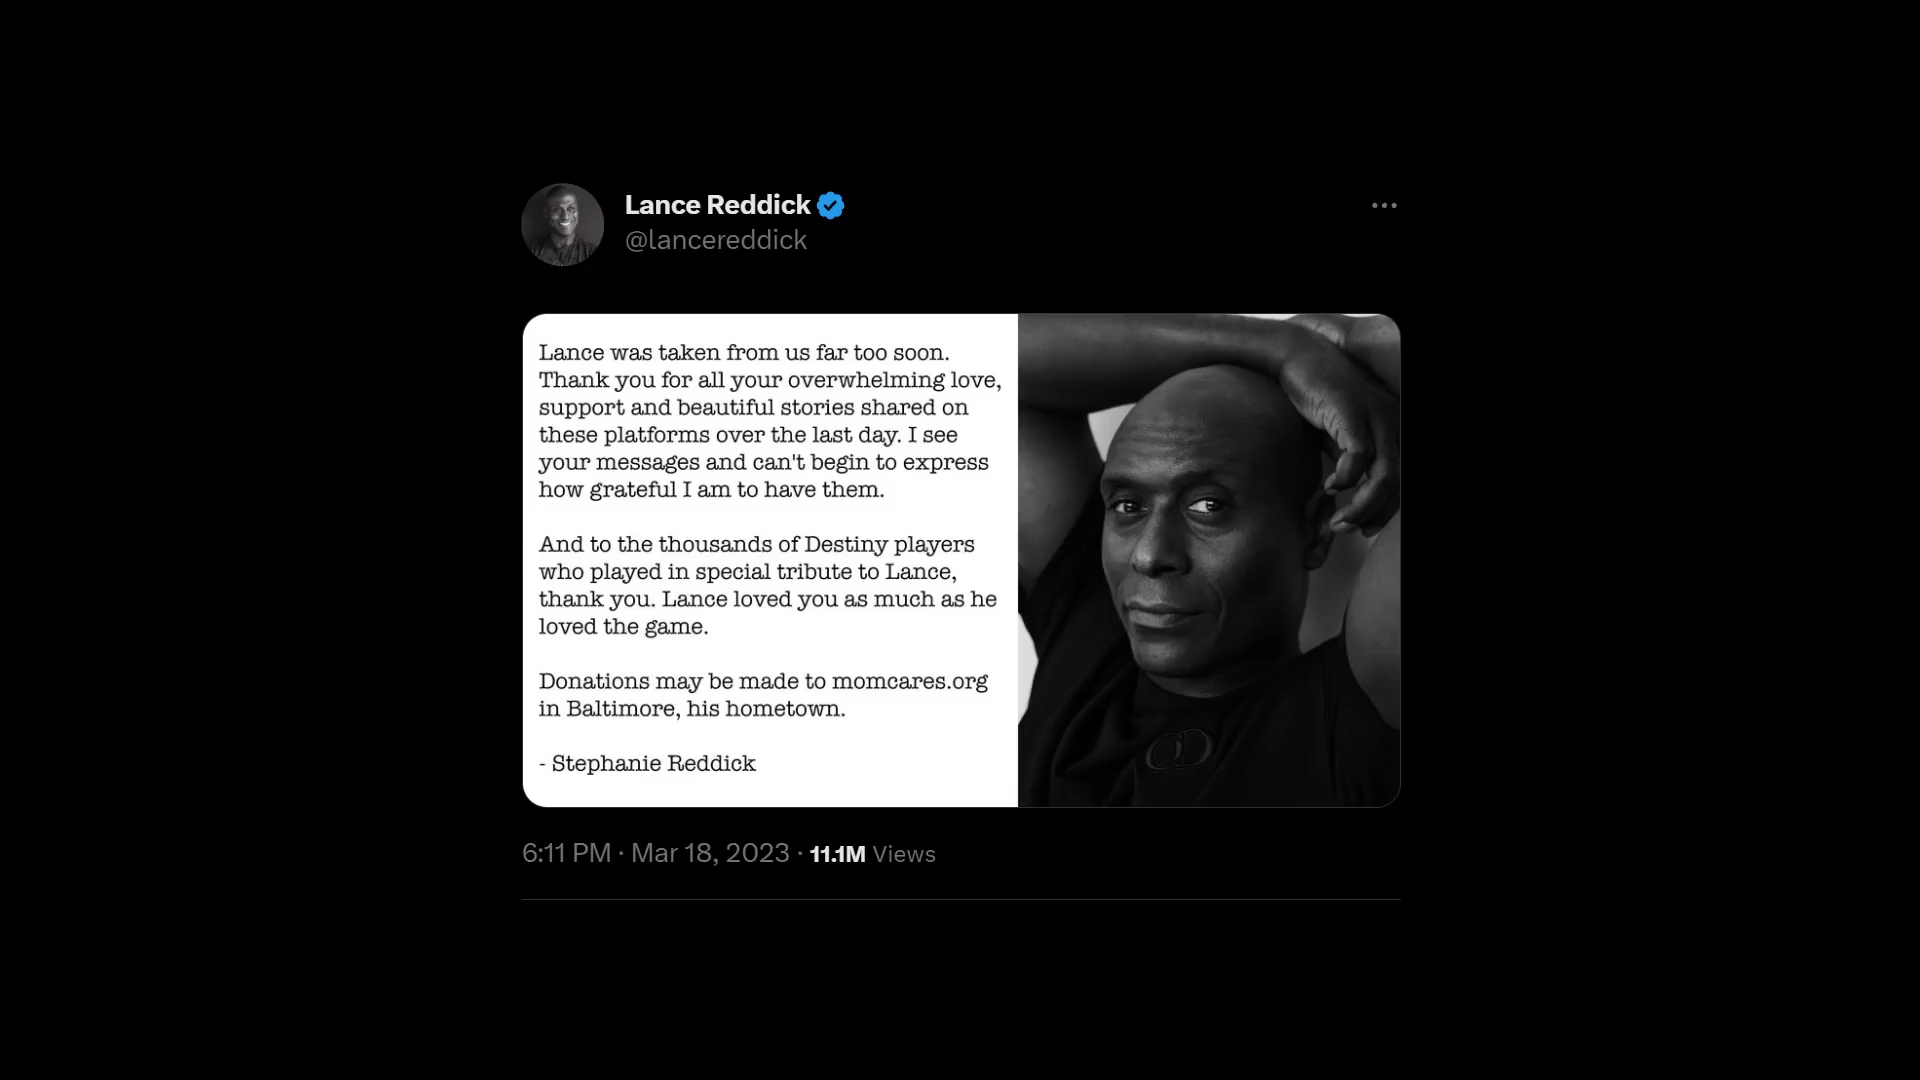 Lance Reddick
@lancereddick
Lance was taken from us far too soon.
Thank you for all your overwhelming love,
support and beautiful stories shared on
these platforms over the last day. I see
your messages and can't begin to express
how grateful I am to have them.
And to the thousands of Destiny players
who played in special tribute to Lance,
thank you. Lance loved you as much as he
loved the game.
Donations may be made to momcares.org
in Baltimore, his hometown.
- Stephanie Reddick
CD
6:11 PM · Mar 18, 2023 · 11.1M Views